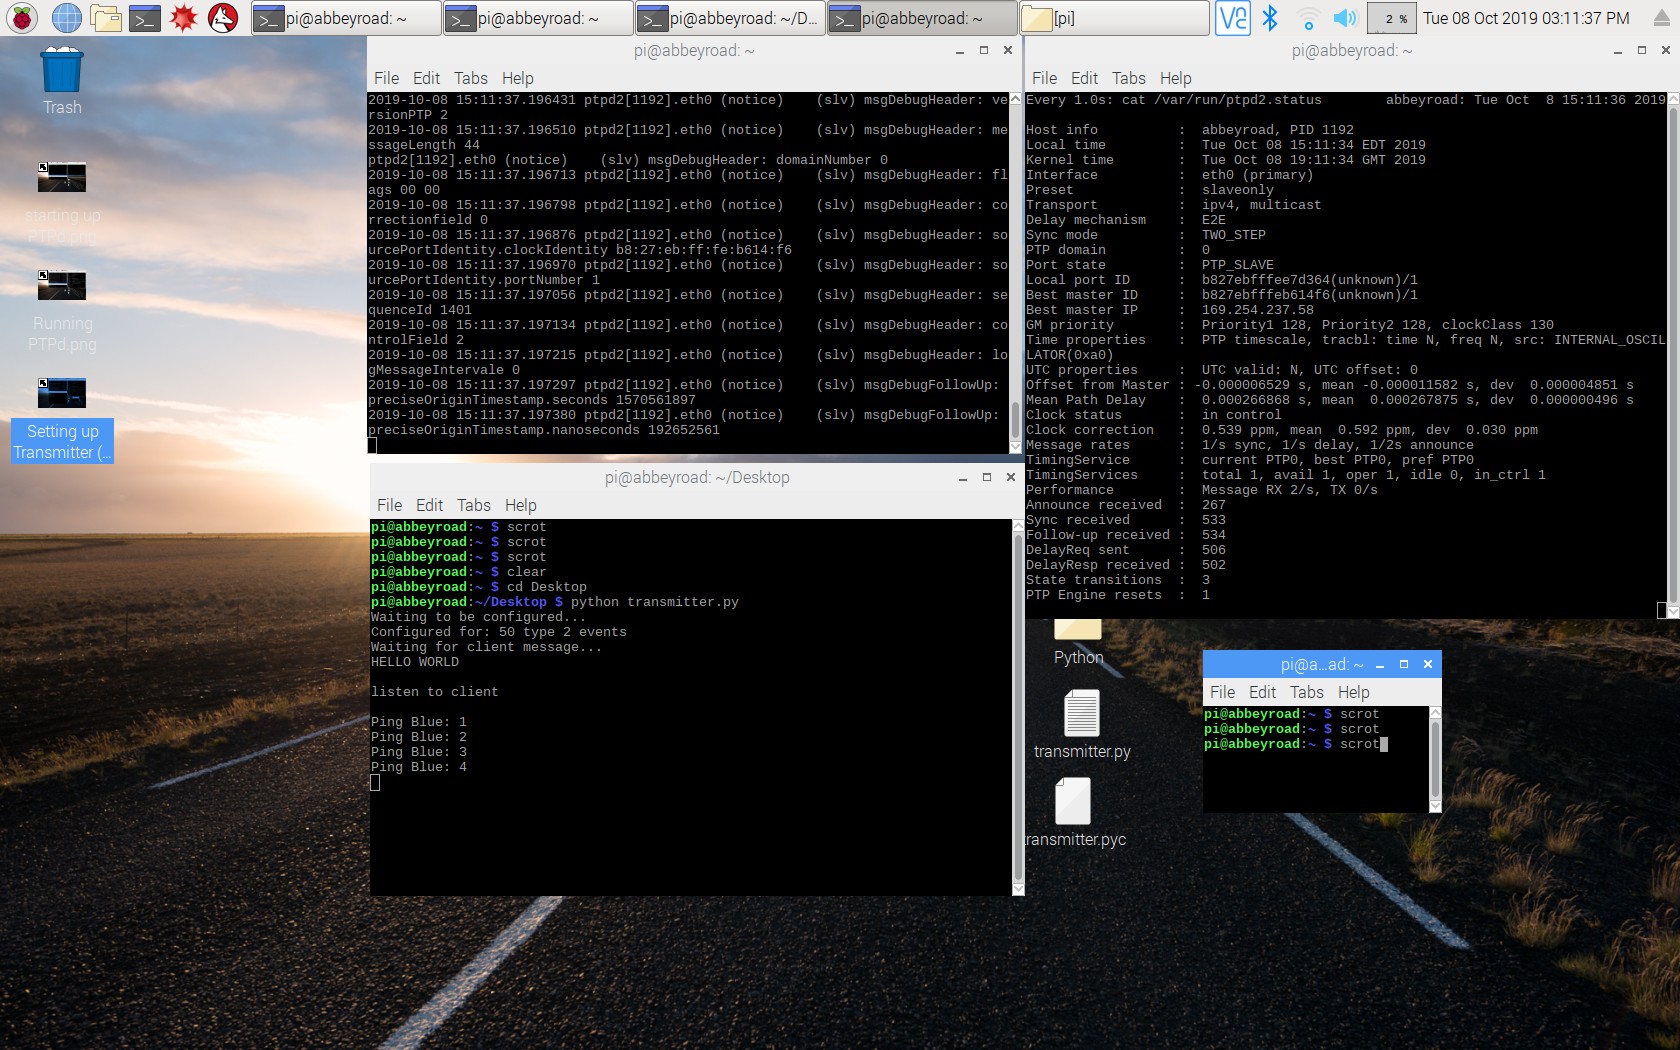 pi@abbeyroad: ~
pi@abbeyroad: ~
pi@abbeyroad: ~/D...
pi@abbeyroad: ~
[pi]
2 %
Tue 08 Oct 2019 03:11:37 PM
Trash
starting up
PTPd.png
Running
PTPd.png
Setting up
Transmitter (...
pi@abbeyroad: ~
File Edit Tabs Help
2019-10-08 15:11:37.196431 ptpd2[1192].eth0 (notice)    (slv) msgDebugHeader: ve
rsionPTP 2
2019-10-08 15:11:37.196510 ptpd2[1192].eth0 (notice)    (slv) msgDebugHeader: me
ssageLength 44
ptpd2[1192].eth0 (notice)    (slv) msgDebugHeader: domainNumber 0
2019-10-08 15:11:37.196713 ptpd2[1192].eth0 (notice)    (slv) msgDebugHeader: fl
ags 00 00
2019-10-08 15:11:37.196798 ptpd2[1192].eth0 (notice)    (slv) msgDebugHeader: co
rrectionfield 0
2019-10-08 15:11:37.196876 ptpd2[1192].eth0 (notice)    (slv) msgDebugHeader: so
urcePortIdentity.clockIdentity b8:27:eb:ff:fe:b614:f6
2019-10-08 15:11:37.196970 ptpd2[1192].eth0 (notice)    (slv) msgDebugHeader: so
urcePortIdentity.portNumber 1
2019-10-08 15:11:37.197056 ptpd2[1192].eth0 (notice)    (slv) msgDebugHeader: se
quenceId 1401
2019-10-08 15:11:37.197134 ptpd2[1192].eth0 (notice)    (slv) msgDebugHeader: co
ntrolField 2
2019-10-08 15:11:37.197215 ptpd2[1192].eth0 (notice)    (slv) msgDebugHeader: lo
gMessageIntervale 0
2019-10-08 15:11:37.197297 ptpd2[1192].eth0 (notice)    (slv) msgDebugFollowUp:
preciseOriginTimestamp.seconds 1570561897
2019-10-08 15:11:37.197380 ptpd2[1192].eth0 (notice)    (slv) msgDebugFollowUp:
preciseOriginTimestamp.nanoseconds 192652561
pi@abbeyroad: ~
File Edit Tabs Help
Every 1.0s: cat /var/run/ptpd2.status        abbeyroad: Tue Oct  8 15:11:36 2019
Host info          :  abbeyroad, PID 1192
Local time         :  Tue Oct 08 15:11:34 EDT 2019
Kernel time        :  Tue Oct 08 19:11:34 GMT 2019
Interface          :  eth0 (primary)
Preset             :  slaveonly
Transport          :  ipv4, multicast
Delay mechanism    :  E2E
Sync mode          :  TWO_STEP
PTP domain         :  0
Port state         :  PTP_SLAVE
Local port ID      :  b827ebfffee7d364(unknown)/1
Best master ID     :  b827ebfffeb614f6(unknown)/1
Best master IP     :  169.254.237.58
GM priority        :  Priority1 128, Priority2 128, clockClass 130
Time properties    :  PTP timescale, tracbl: time N, freq N, src: INTERNAL_OSCIL
LATOR(0xa0)
UTC properties     :  UTC valid: N, UTC offset: 0
Offset from Master : -0.000006529 s, mean -0.000011582 s, dev  0.000004851 s
Mean Path Delay    :  0.000266868 s, mean  0.000267875 s, dev  0.000000496 s
Clock status       :  in control
Clock correction   :  0.539 ppm, mean  0.592 ppm, dev  0.030 ppm
Message rates      :  1/s sync, 1/s delay, 1/2s announce
TimingService      :  current PTP0, best PTP0, pref PTP0
TimingServices     :  total 1, avail 1, oper 1, idle 0, in_ctrl 1
Performance        :  Message RX 2/s, TX 0/s
Announce received  :  267
Sync received      :  533
Follow-up received :  534
DelayReq sent      :  506
DelayResp received :  502
State transitions  :  3
PTP Engine resets  :  1
pi@abbeyroad: ~/Desktop
File Edit Tabs Help
pi@abbeyroad:~ $ scrot
pi@abbeyroad:~ $ scrot
pi@abbeyroad:~ $ scrot
pi@abbeyroad:~ $ clear
pi@abbeyroad:~ $ cd Desktop
pi@abbeyroad:~/Desktop $ python transmitter.py
Waiting to be configured...
Configured for: 50 type 2 events
Waiting for client message...
HELLO WORLD
listen to client
Ping Blue: 1
Ping Blue: 2
Ping Blue: 3
Ping Blue: 4
Python
transmitter.py
transmitter.pyc
pi@a...ad: ~
File Edit Tabs Help
pi@abbeyroad:~ $ scrot
pi@abbeyroad:~ $ scrot
pi@abbeyroad:~ $ scrot